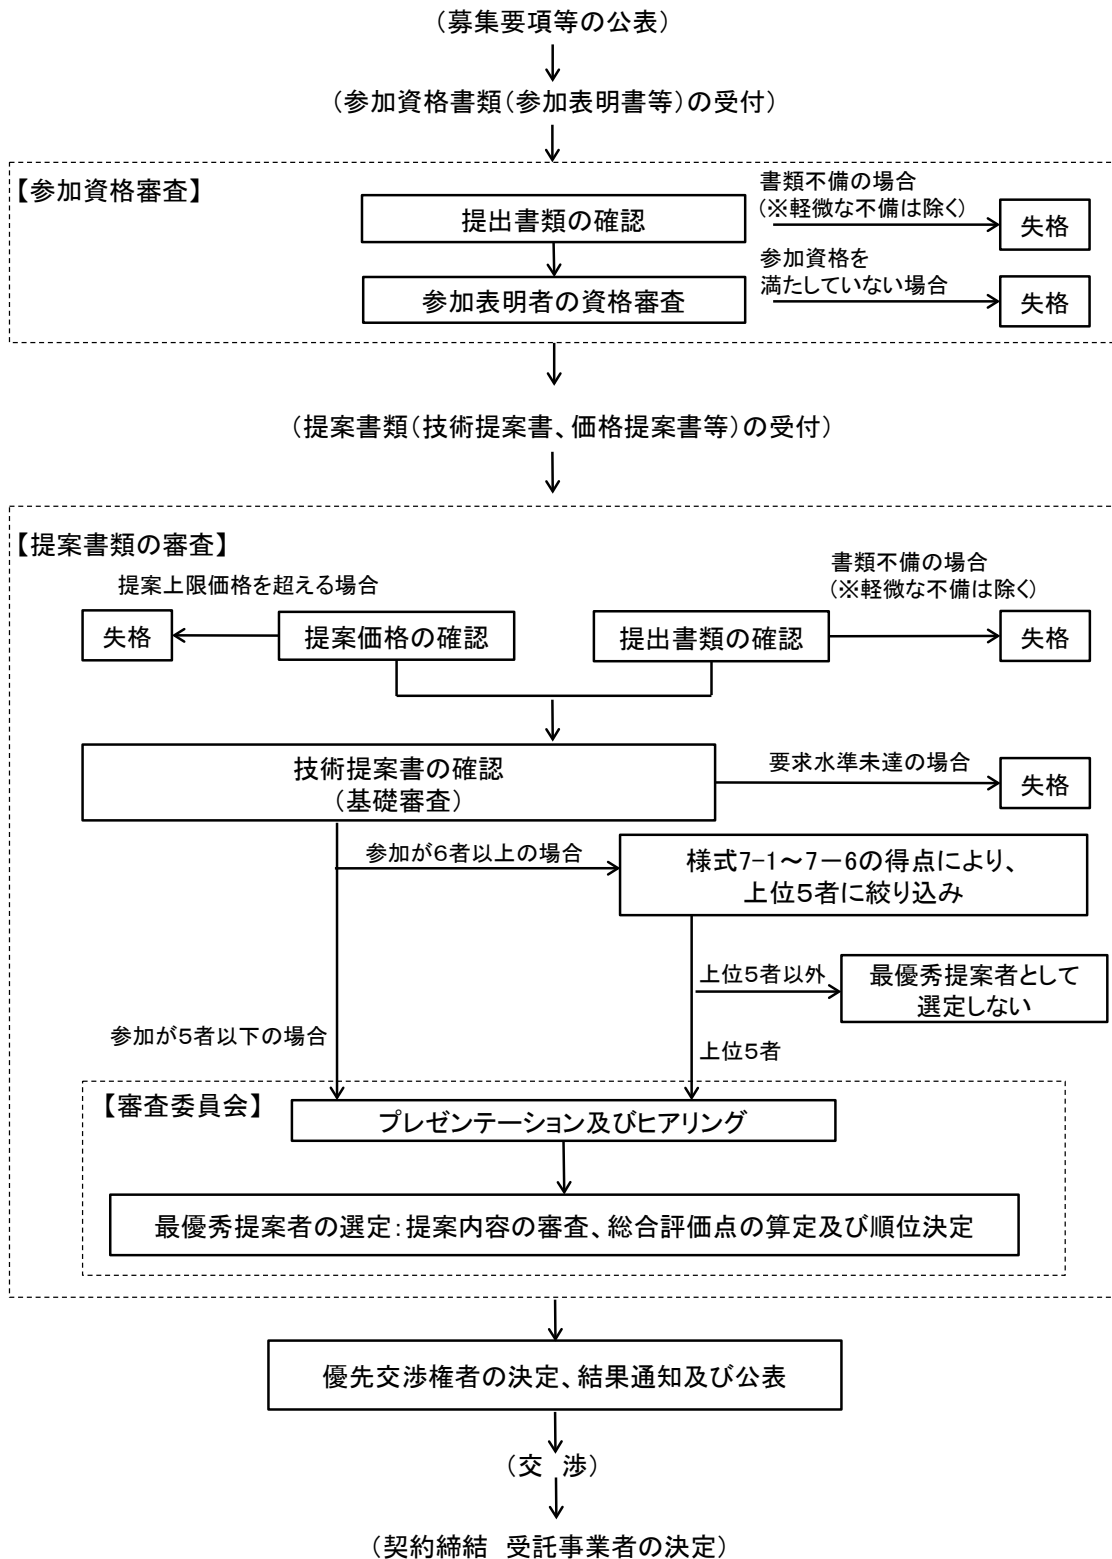 （募集要項等の公表）
（参加資格書類（参加表明書等）の受付）
【参加資格審査】
提出書類の確認
書類不備の場合
（※軽微な不備は除く）
失格
参加表明者の資格審査
参加資格を
満たしていない場合
失格
（提案書類（技術提案書、価格提案書等）の受付）
【提案書類の審査】
提案上限価格を超える場合
書類不備の場合
（※軽微な不備は除く）
失格
提案価格の確認
提出書類の確認
失格
技術提案書の確認
（基礎審査）
要求水準未達の場合
失格
参加が６者以上の場合
様式7-1～7－6の得点により、
上位５者に絞り込み
上位５者以外
最優秀提案者として
選定しない
参加が５者以下の場合
上位５者
【審査委員会】
プレゼンテーション及びヒアリング
最優秀提案者の選定：提案内容の審査、総合評価点の算定及び順位決定
優先交渉権者の決定、結果通知及び公表
（交　渉）
（契約締結　受託事業者の決定）